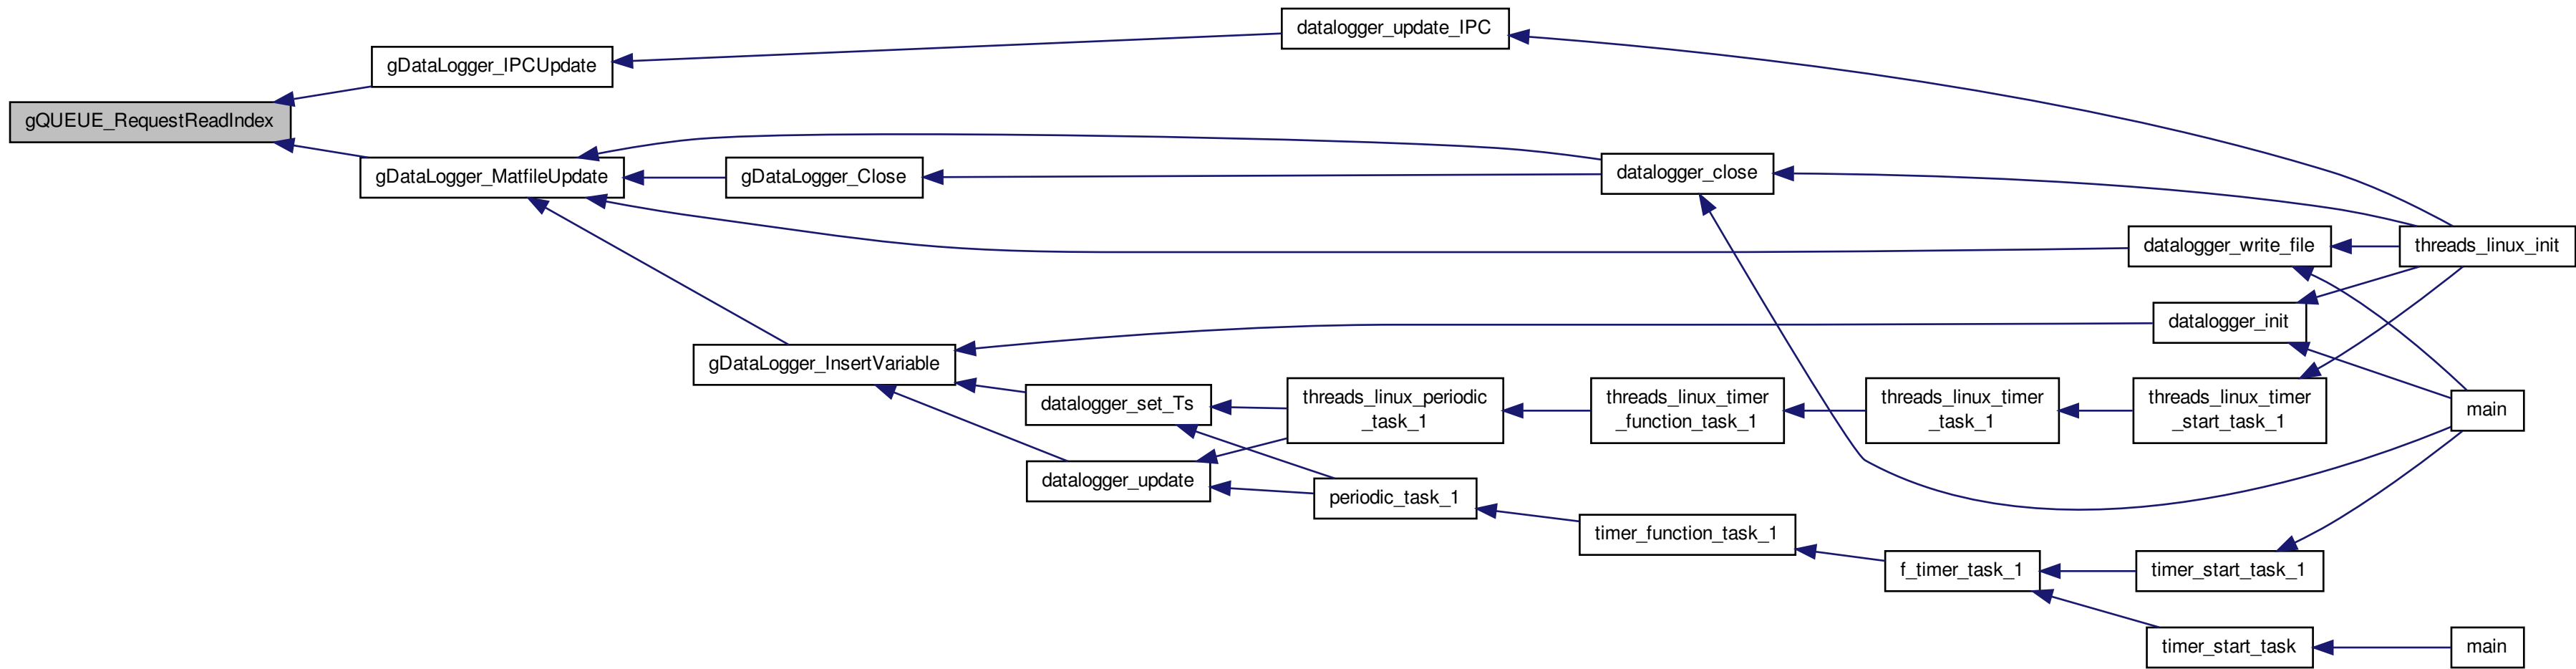 datalogger_update_IPC
gDataLogger_IPCUpdate
gQUEUE_RequestReadIndex
gDataLogger_MatfileUpdate
gDataLogger_Close
datalogger_close
datalogger_write_file
threads_linux_init
datalogger_init
gDataLogger_InsertVariable
datalogger_set_Ts
threads_linux_periodic
_task_1
threads_linux_timer
_function_task_1
threads_linux_timer
_task_1
threads_linux_timer
_start_task_1
main
datalogger_update
periodic_task_1
timer_function_task_1
f_timer_task_1
timer_start_task_1
timer_start_task
main